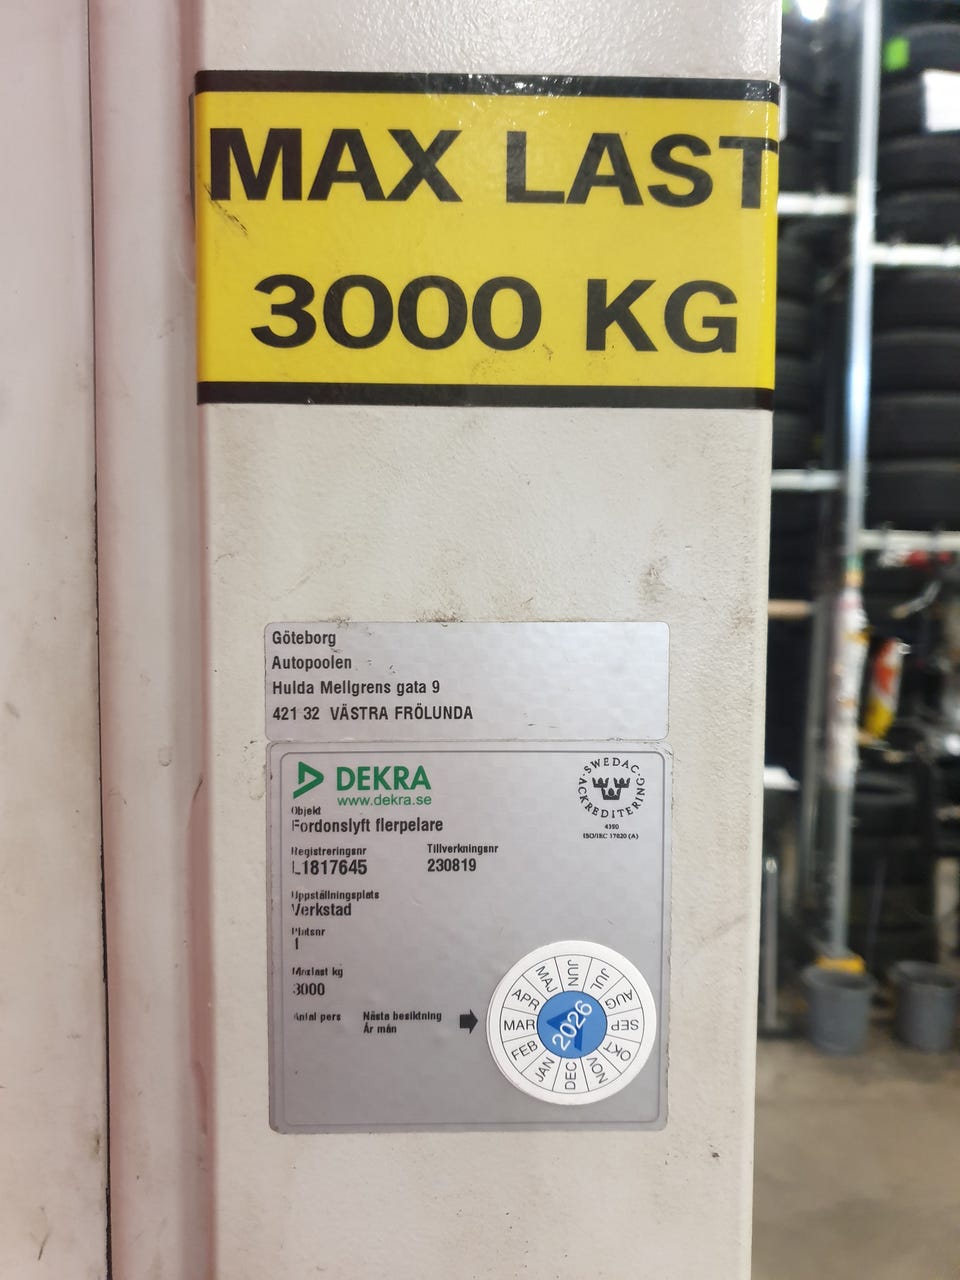 MAX LAST
3000 KG
Göteborg
Autopoolen
Hulda Mellgrens gata 9
421 32 VÄSTRA FRÖLUNDA
DEKRA
www.dekra.se
SWEDAC
ACKREDITERING
4390
ISO/IEC 17020 (A)
Objekt
Fordonslyft flerpelare
Registreringsnr Tillverkningsnr
L1817645 230819
Uppställningsplats
Verkstad
Platsnr
1
Maxlast kg
3000
Antal pers Nästa besiktning
År mån
JAN FEB MAR APR MAJ JUN JUL AUG SEP OKT NOV DEC
2026